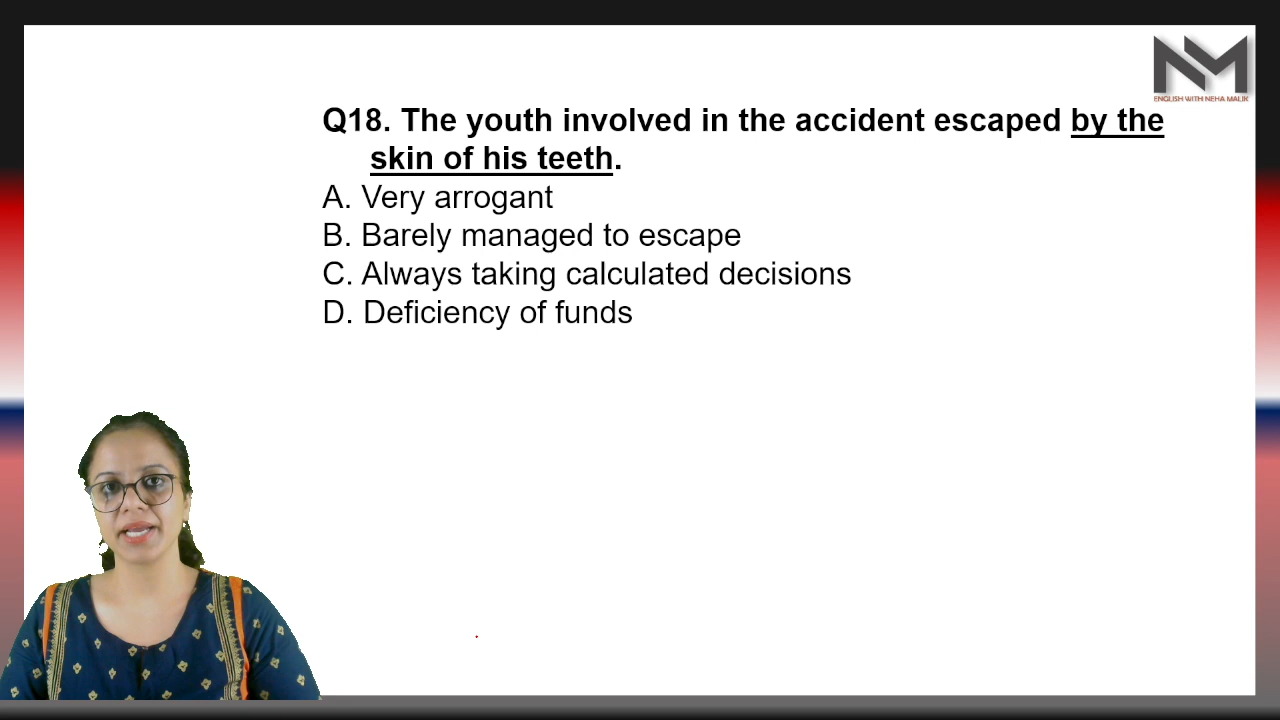 NM
ENGLISH WITH NEHA MALIK
Q18. The youth involved in the accident escaped by the
skin of his teeth.
A. Very arrogant
B. Barely managed to escape
C. Always taking calculated decisions
D. Deficiency of funds